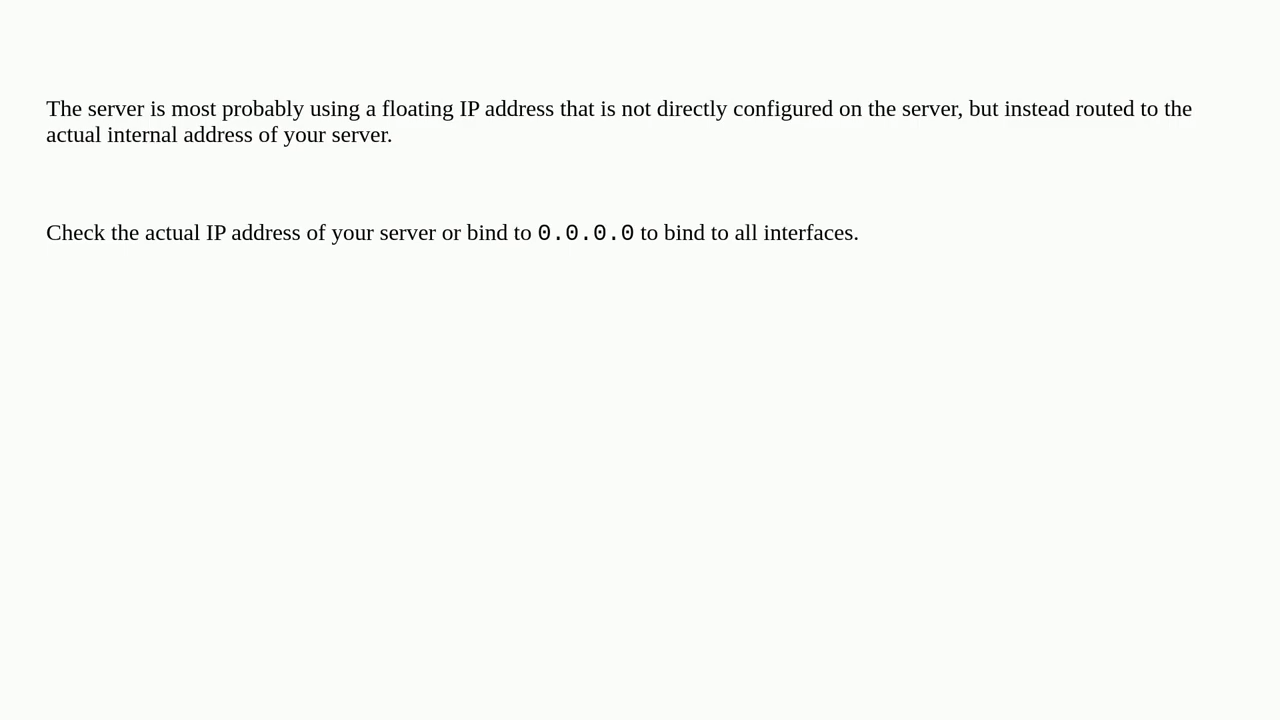 The server is most probably using a floating IP address that is not directly configured on the server, but instead routed to the
actual internal address of your server.
Check the actual IP address of your server or bind to 0.0.0.0 to bind to all interfaces.